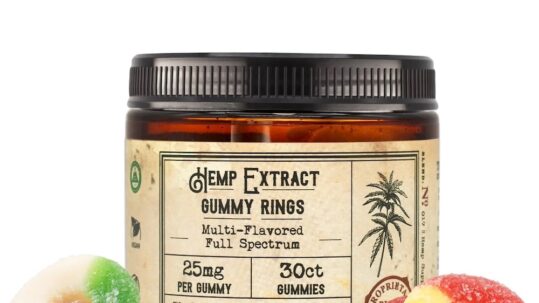 Hemp Extract
GUMMY RINGS
Multi-Flavored
Full Spectrum
25mg
PER GUMMY
30ct
GUMMIES